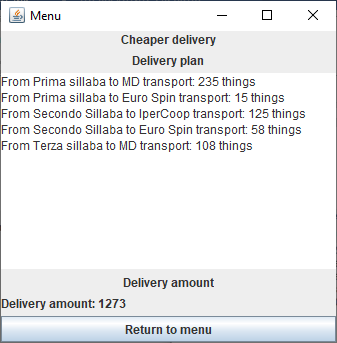 Menu
Cheaper delivery
Delivery plan
From Prima sillaba to MD transport: 235 things
From Prima sillaba to Euro Spin transport: 15 things
From Secondo Sillaba to IperCoop transport: 125 things
From Secondo Sillaba to Euro Spin transport: 58 things
From Terza sillaba to MD transport: 108 things
Delivery amount
Delivery amount: 1273
Return to menu